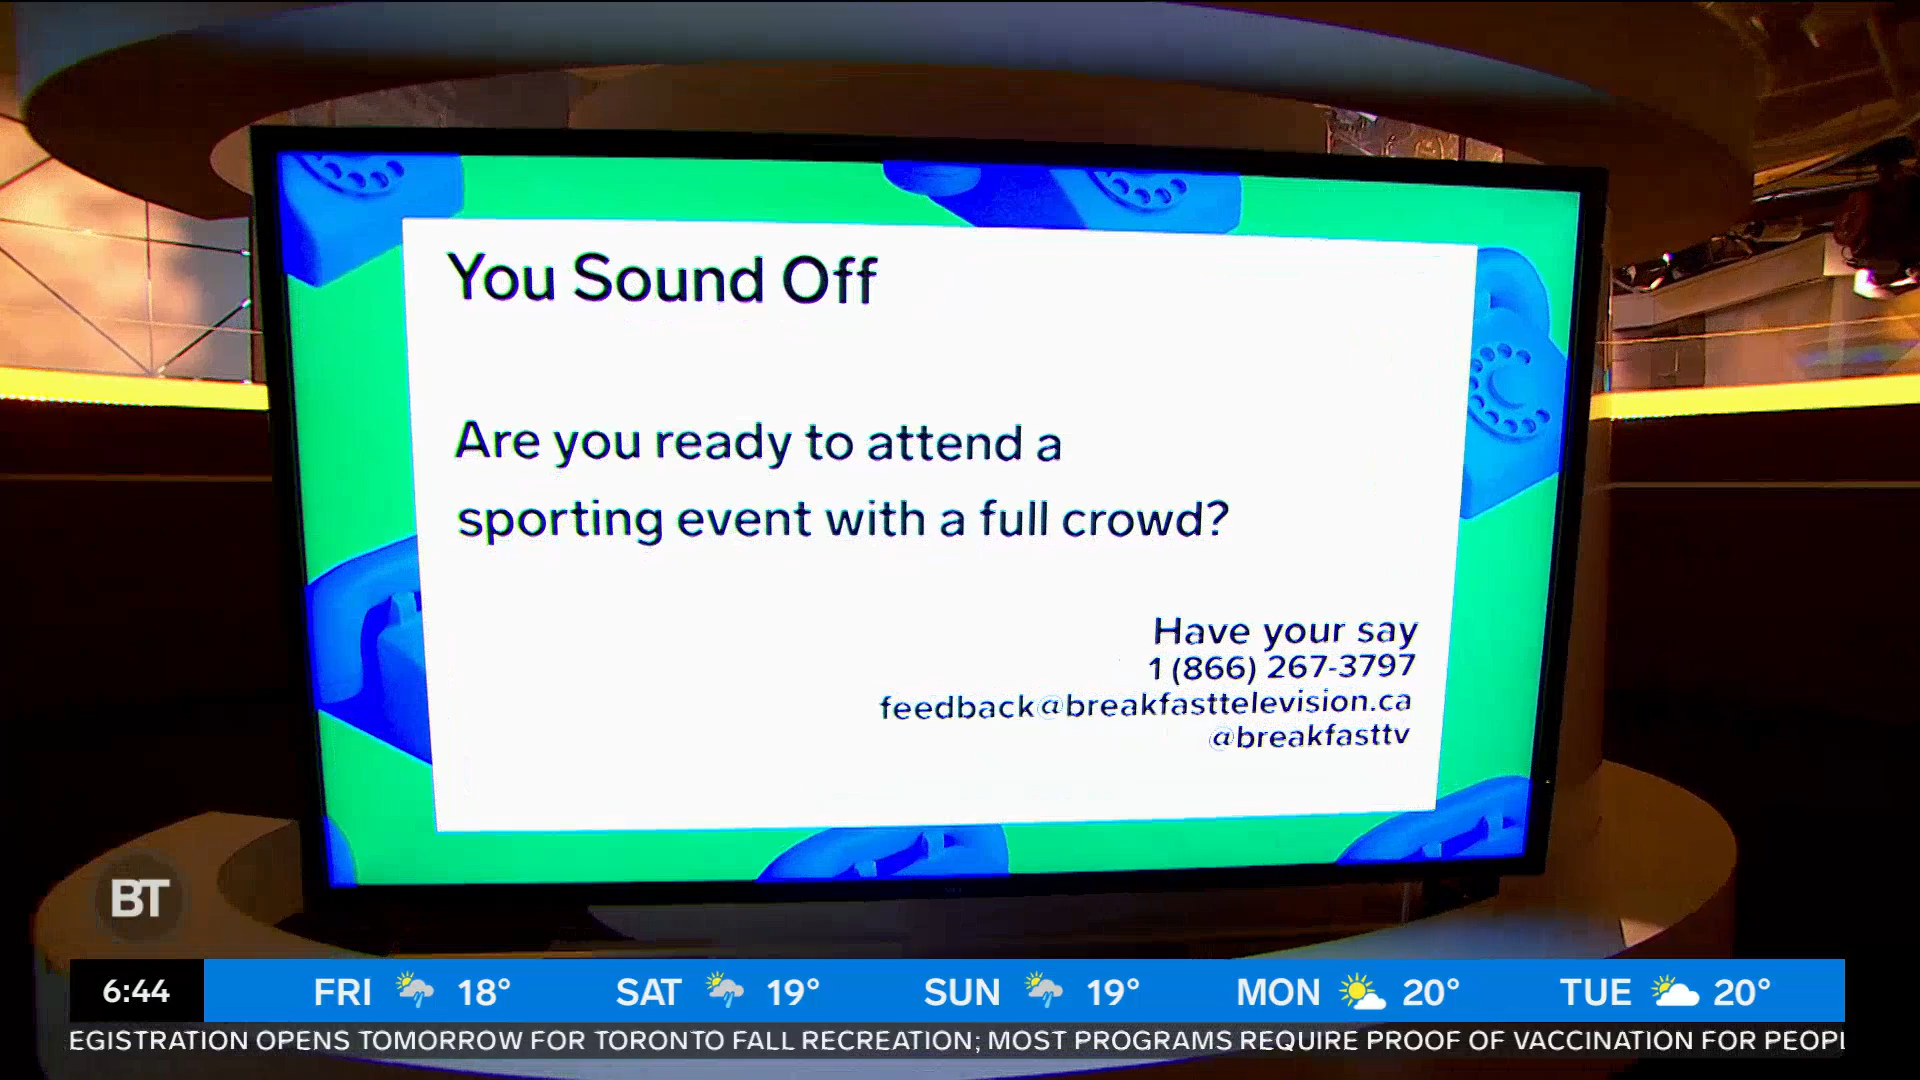 You Sound Off
Are you ready to attend a
sporting event with a full crowd?
Have your say
1 (866) 267-3797
feedback@breakfasttelevision.ca
@breakfasttv
BT
6:44 FRI 18° SAT 19° SUN 19° MON 20° TUE 20°
EGISTRATION OPENS TOMORROW FOR TORONTO FALL RECREATION; MOST PROGRAMS REQUIRE PROOF OF VACCINATION FOR PEOPL